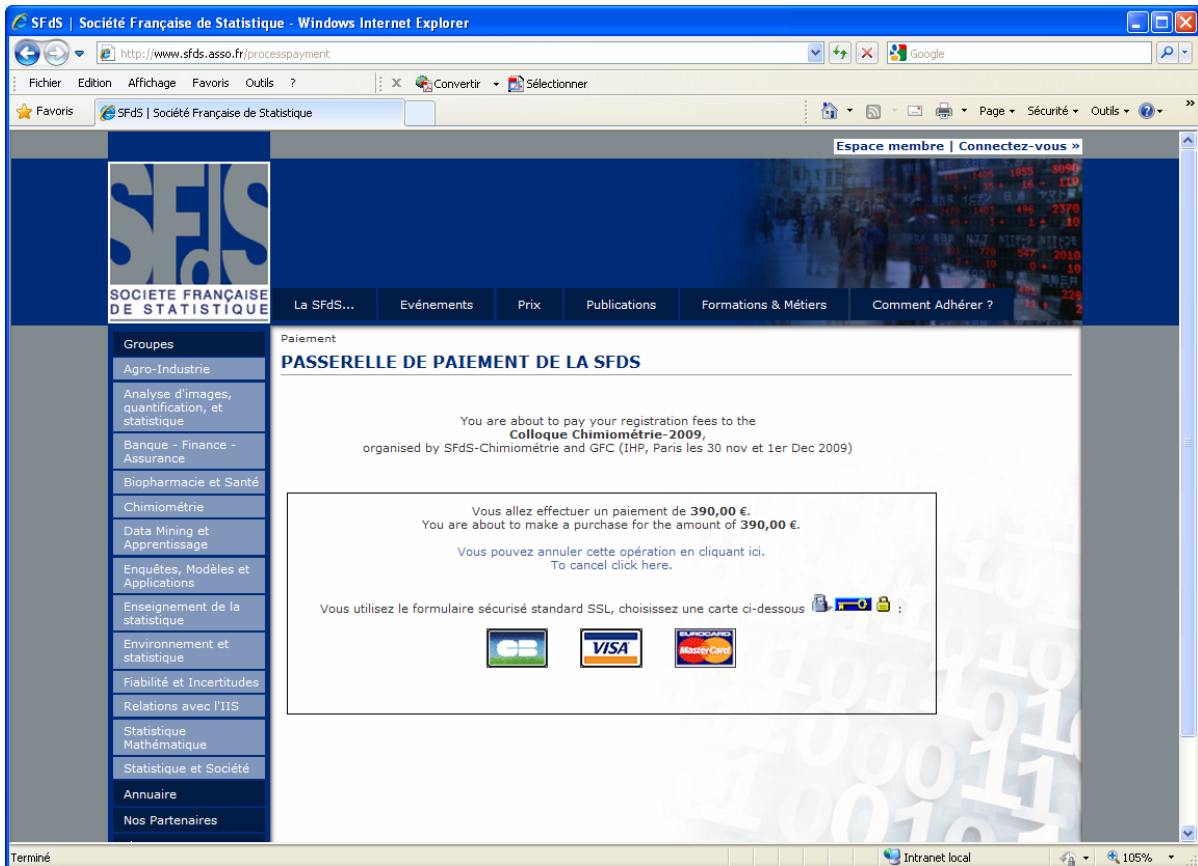 SFdS | Société Française de Statistique - Windows Internet Explorer
http://www.sfds.asso.fr/processpayment
Google
Fichier Edition Affichage Favoris Outils ?
X Convertir Sélectionner
Favoris
SFdS | Société Française de Statistique
Page Sécurité Outils »
Espace membre | Connectez-vous »
SFdS
SOCIETE FRANÇAISE
DE STATISTIQUE
La SFdS... Evénements Prix Publications Formations & Métiers Comment Adhérer ?
Groupes
Agro-Industrie
Analyse d'images,
quantification, et
statistique
Banque - Finance -
Assurance
Biopharmacie et Santé
Chimiométrie
Data Mining et
Apprentissage
Enquêtes, Modèles et
Applications
Enseignement de la
statistique
Environnement et
statistique
Fiabilité et Incertitudes
Relations avec l'IIS
Statistique
Mathématique
Statistique et Société
Annuaire
Nos Partenaires
Paiement
PASSERELLE DE PAIEMENT DE LA SFDS
You are about to pay your registration fees to the
Colloque Chimiométrie-2009,
organised by SFdS-Chimiométrie and GFC (IHP, Paris les 30 nov et 1er Dec 2009)
Vous allez effectuer un paiement de 390,00 €.
You are about to make a purchase for the amount of 390,00 €.
Vous pouvez annuler cette opération en cliquant ici.
To cancel click here.
Vous utilisez le formulaire sécurisé standard SSL, choisissez une carte ci-dessous :
CB VISA EUROCARD MasterCard
Terminé
Intranet local
105%